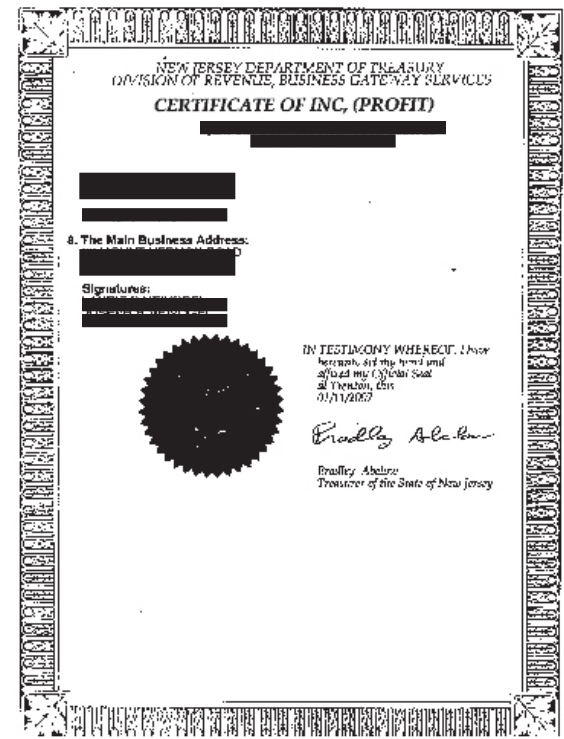 NEW JERSEY DEPARTMENT OF TREASURY
DIVISION OF REVENUE, BUSINESS GATEWAY SERVICES
CERTIFICATE OF INC, (PROFIT)
8. The Main Business Address:
Signatures:
IN TESTIMONY WHEREOF, I have
hereunto set my hand and
affixed my Official Seal
at Trenton, this
01/11/2007
Bradley Abelow
Bradley Abelow
Treasurer of the State of New Jersey